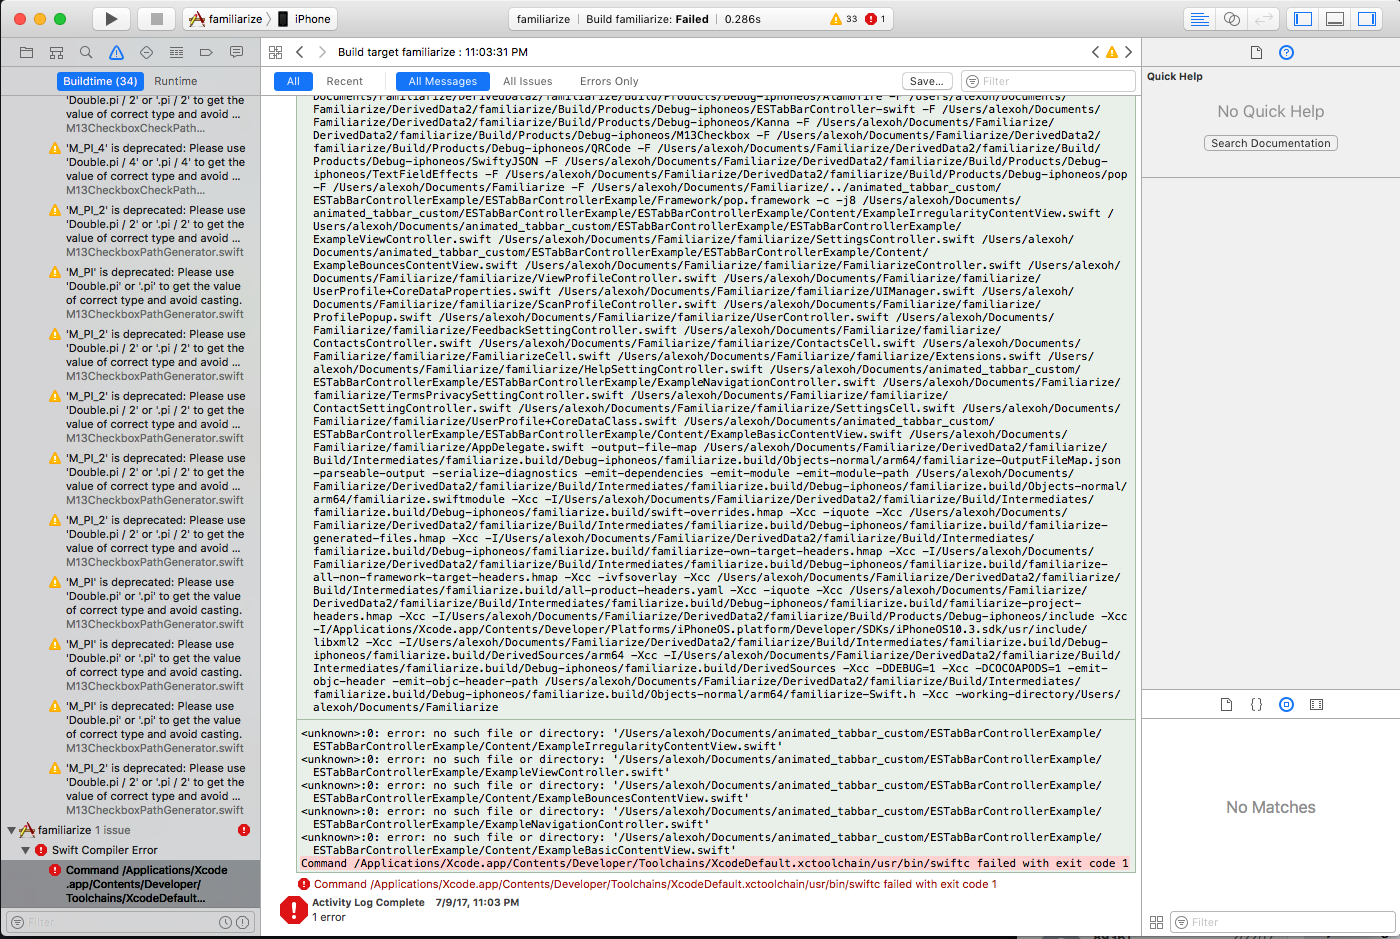 familiarize
iPhone
familiarize | Build familiarize: Failed | 0.286s
33
1
Build target familiarize : 11:03:31 PM
Buildtime (34)
Runtime
All
Recent
All Messages
All Issues
Errors Only
Save...
Filter
'Double.pi / 2' or '.pi / 2' to get the
value of correct type and avoid ...
M13CheckboxCheckPath...
'M_PI_4' is deprecated: Please use
'Double.pi / 4' or '.pi / 4' to get the
value of correct type and avoid ...
M13CheckboxCheckPath...
'M_PI_2' is deprecated: Please use
'Double.pi / 2' or '.pi / 2' to get the
value of correct type and avoid ...
M13CheckboxPathGenerator.swift
'M_PI' is deprecated: Please use
'Double.pi' or '.pi' to get the value
of correct type and avoid casting.
M13CheckboxPathGenerator.swift
'M_PI_2' is deprecated: Please use
'Double.pi / 2' or '.pi / 2' to get the
value of correct type and avoid ...
M13CheckboxPathGenerator.swift
'M_PI_2' is deprecated: Please use
'Double.pi / 2' or '.pi / 2' to get the
value of correct type and avoid ...
M13CheckboxPathGenerator.swift
'M_PI_2' is deprecated: Please use
'Double.pi / 2' or '.pi / 2' to get the
value of correct type and avoid ...
M13CheckboxPathGenerator.swift
'M_PI_2' is deprecated: Please use
'Double.pi / 2' or '.pi / 2' to get the
value of correct type and avoid ...
M13CheckboxPathGenerator.swift
'M_PI' is deprecated: Please use
'Double.pi' or '.pi' to get the value
of correct type and avoid casting.
M13CheckboxPathGenerator.swift
'M_PI' is deprecated: Please use
'Double.pi' or '.pi' to get the value
of correct type and avoid casting.
M13CheckboxPathGenerator.swift
'M_PI' is deprecated: Please use
'Double.pi' or '.pi' to get the value
of correct type and avoid casting.
M13CheckboxPathGenerator.swift
'M_PI_2' is deprecated: Please use
'Double.pi / 2' or '.pi / 2' to get the
value of correct type and avoid ...
M13CheckboxPathGenerator.swift
familiarize 1 issue
Swift Compiler Error
Command /Applications/Xcode
.app/Contents/Developer/
Toolchains/XcodeDefault...
Filter
Documents/Familiarize/DerivedData2/familiarize/Build/Products/Debug-iphoneos/Alamofire -F /Users/alexoh/Documents/
Familiarize/DerivedData2/familiarize/Build/Products/Debug-iphoneos/ESTabBarController-swift -F /Users/alexoh/Documents/
Familiarize/DerivedData2/familiarize/Build/Products/Debug-iphoneos/Kanna -F /Users/alexoh/Documents/Familiarize/
DerivedData2/familiarize/Build/Products/Debug-iphoneos/M13Checkbox -F /Users/alexoh/Documents/Familiarize/DerivedData2/
familiarize/Build/Products/Debug-iphoneos/QRCode -F /Users/alexoh/Documents/Familiarize/DerivedData2/familiarize/Build/
Products/Debug-iphoneos/SwiftyJSON -F /Users/alexoh/Documents/Familiarize/DerivedData2/familiarize/Build/Products/Debug-
iphoneos/TextFieldEffects -F /Users/alexoh/Documents/Familiarize/DerivedData2/familiarize/Build/Products/Debug-iphoneos/pop
-F /Users/alexoh/Documents/Familiarize -F /Users/alexoh/Documents/Familiarize/../animated_tabbar_custom/
ESTabBarControllerExample/ESTabBarControllerExample/Framework/pop.framework -c -j8 /Users/alexoh/Documents/
animated_tabbar_custom/ESTabBarControllerExample/ESTabBarControllerExample/Content/ExampleIrregularityContentView.swift /
Users/alexoh/Documents/animated_tabbar_custom/ESTabBarControllerExample/ESTabBarControllerExample/
ExampleViewController.swift /Users/alexoh/Documents/Familiarize/familiarize/SettingsController.swift /Users/alexoh/
Documents/animated_tabbar_custom/ESTabBarControllerExample/ESTabBarControllerExample/Content/
ExampleBouncesContentView.swift /Users/alexoh/Documents/Familiarize/familiarize/FamiliarizeController.swift /Users/alexoh/
Documents/Familiarize/familiarize/ViewProfileController.swift /Users/alexoh/Documents/Familiarize/familiarize/
UserProfile+CoreDataProperties.swift /Users/alexoh/Documents/Familiarize/familiarize/UIManager.swift /Users/alexoh/
Documents/Familiarize/familiarize/ScanProfileController.swift /Users/alexoh/Documents/Familiarize/familiarize/
ProfilePopup.swift /Users/alexoh/Documents/Familiarize/familiarize/UserController.swift /Users/alexoh/Documents/
Familiarize/familiarize/FeedbackSettingController.swift /Users/alexoh/Documents/Familiarize/familiarize/
ContactsController.swift /Users/alexoh/Documents/Familiarize/familiarize/ContactsCell.swift /Users/alexoh/Documents/
Familiarize/familiarize/FamiliarizeCell.swift /Users/alexoh/Documents/Familiarize/familiarize/Extensions.swift /Users/
alexoh/Documents/Familiarize/familiarize/HelpSettingController.swift /Users/alexoh/Documents/animated_tabbar_custom/
ESTabBarControllerExample/ESTabBarControllerExample/ExampleNavigationController.swift /Users/alexoh/Documents/Familiarize/
familiarize/TermsPrivacySettingController.swift /Users/alexoh/Documents/Familiarize/familiarize/
ContactSettingController.swift /Users/alexoh/Documents/Familiarize/familiarize/SettingsCell.swift /Users/alexoh/Documents/
Familiarize/familiarize/UserProfile+CoreDataClass.swift /Users/alexoh/Documents/animated_tabbar_custom/
ESTabBarControllerExample/ESTabBarControllerExample/Content/ExampleBasicContentView.swift /Users/alexoh/Documents/
Familiarize/familiarize/AppDelegate.swift -output-file-map /Users/alexoh/Documents/Familiarize/DerivedData2/familiarize/
Build/Intermediates/familiarize.build/Debug-iphoneos/familiarize.build/Objects-normal/arm64/familiarize-OutputFileMap.json
-parseable-output -serialize-diagnostics -emit-dependencies -emit-module -emit-module-path /Users/alexoh/Documents/
Familiarize/DerivedData2/familiarize/Build/Intermediates/familiarize.build/Debug-iphoneos/familiarize.build/Objects-normal/
arm64/familiarize.swiftmodule -Xcc -I/Users/alexoh/Documents/Familiarize/DerivedData2/familiarize/Build/Intermediates/
familiarize.build/Debug-iphoneos/familiarize.build/swift-overrides.hmap -Xcc -iquote -Xcc /Users/alexoh/Documents/
Familiarize/DerivedData2/familiarize/Build/Intermediates/familiarize.build/Debug-iphoneos/familiarize.build/familiarize-
generated-files.hmap -Xcc -I/Users/alexoh/Documents/Familiarize/DerivedData2/familiarize/Build/Intermediates/
familiarize.build/Debug-iphoneos/familiarize.build/familiarize-own-target-headers.hmap -Xcc -I/Users/alexoh/Documents/
Familiarize/DerivedData2/familiarize/Build/Intermediates/familiarize.build/Debug-iphoneos/familiarize.build/familiarize-
all-non-framework-target-headers.hmap -Xcc -ivfsoverlay -Xcc /Users/alexoh/Documents/Familiarize/DerivedData2/familiarize/
Build/Intermediates/familiarize.build/all-product-headers.yaml -Xcc -iquote -Xcc /Users/alexoh/Documents/Familiarize/
DerivedData2/familiarize/Build/Intermediates/familiarize.build/Debug-iphoneos/familiarize.build/familiarize-project-
headers.hmap -Xcc -I/Users/alexoh/Documents/Familiarize/DerivedData2/familiarize/Build/Products/Debug-iphoneos/include -Xcc
-I/Applications/Xcode.app/Contents/Developer/Platforms/iPhoneOS.platform/Developer/SDKs/iPhoneOS10.3.sdk/usr/include/
libxml2 -Xcc -I/Users/alexoh/Documents/Familiarize/DerivedData2/familiarize/Build/Intermediates/familiarize.build/Debug-
iphoneos/familiarize.build/DerivedSources/arm64 -Xcc -I/Users/alexoh/Documents/Familiarize/DerivedData2/familiarize/Build/
Intermediates/familiarize.build/Debug-iphoneos/familiarize.build/DerivedSources -Xcc -DDEBUG=1 -Xcc -DCOCOAPODS=1 -emit-
objc-header -emit-objc-header-path /Users/alexoh/Documents/Familiarize/DerivedData2/familiarize/Build/Intermediates/
familiarize.build/Debug-iphoneos/familiarize.build/Objects-normal/arm64/familiarize-Swift.h -Xcc -working-directory/Users/
alexoh/Documents/Familiarize
<unknown>:0: error: no such file or directory: '/Users/alexoh/Documents/animated_tabbar_custom/ESTabBarControllerExample/
ESTabBarControllerExample/Content/ExampleIrregularityContentView.swift'
<unknown>:0: error: no such file or directory: '/Users/alexoh/Documents/animated_tabbar_custom/ESTabBarControllerExample/
ESTabBarControllerExample/ExampleViewController.swift'
<unknown>:0: error: no such file or directory: '/Users/alexoh/Documents/animated_tabbar_custom/ESTabBarControllerExample/
ESTabBarControllerExample/Content/ExampleBouncesContentView.swift'
<unknown>:0: error: no such file or directory: '/Users/alexoh/Documents/animated_tabbar_custom/ESTabBarControllerExample/
ESTabBarControllerExample/ExampleNavigationController.swift'
<unknown>:0: error: no such file or directory: '/Users/alexoh/Documents/animated_tabbar_custom/ESTabBarControllerExample/
ESTabBarControllerExample/Content/ExampleBasicContentView.swift'
Command /Applications/Xcode.app/Contents/Developer/Toolchains/XcodeDefault.xctoolchain/usr/bin/swiftc failed with exit code 1
Command /Applications/Xcode.app/Contents/Developer/Toolchains/XcodeDefault.xctoolchain/usr/bin/swiftc failed with exit code 1
Activity Log Complete 7/9/17, 11:03 PM
1 error
Quick Help
No Quick Help
Search Documentation
No Matches
Filter